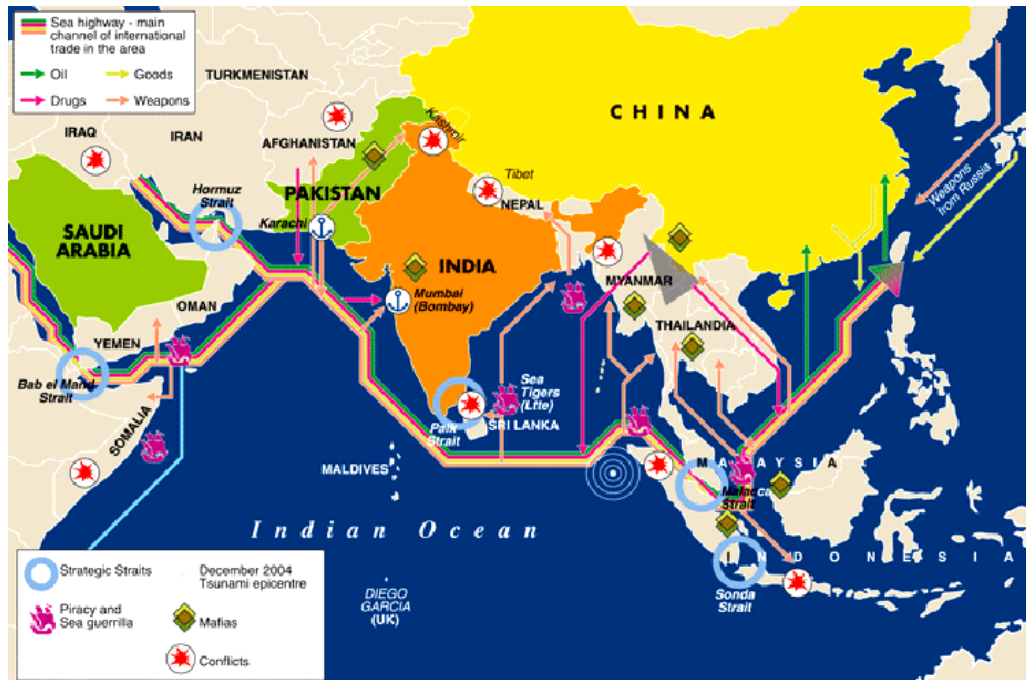 Sea highway - main
channel of international
trade in the area
Oil
Goods
Drugs
Weapons
TURKMENISTAN
CHINA
IRAQ
IRAN
AFGHANISTAN
Kashmir
Tibet
Hormuz
Strait
PAKISTAN
NEPAL
Weapons
from Russia
Karachi
SAUDI
ARABIA
INDIA
MYANMAR
OMAN
Mumbai
(Bombay)
THAILANDIA
YEMEN
Bab el Mand
Strait
Sea
Tigers
(Ltte)
SOMALIA
Palk
Strait
SRI LANKA
MALDIVES
MALAYSIA
Malacca
Strait
Indian Ocean
INDONESIA
Strategic Straits
December 2004
Tsunami epicentre
Piracy and
Sea guerrilla
Mafias
Conflicts
DIEGO
GARCIA
(UK)
Sonda
Strait